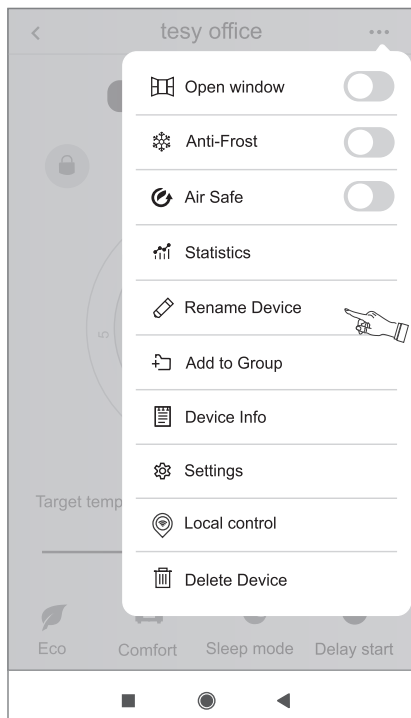 tesy office
Open window
Anti-Frost
Air Safe
Statistics
Rename Device
5
Add to Group
Device Info
Settings
Target temp
Local control
Delete Device
Eco Comfort Sleep mode Delay start